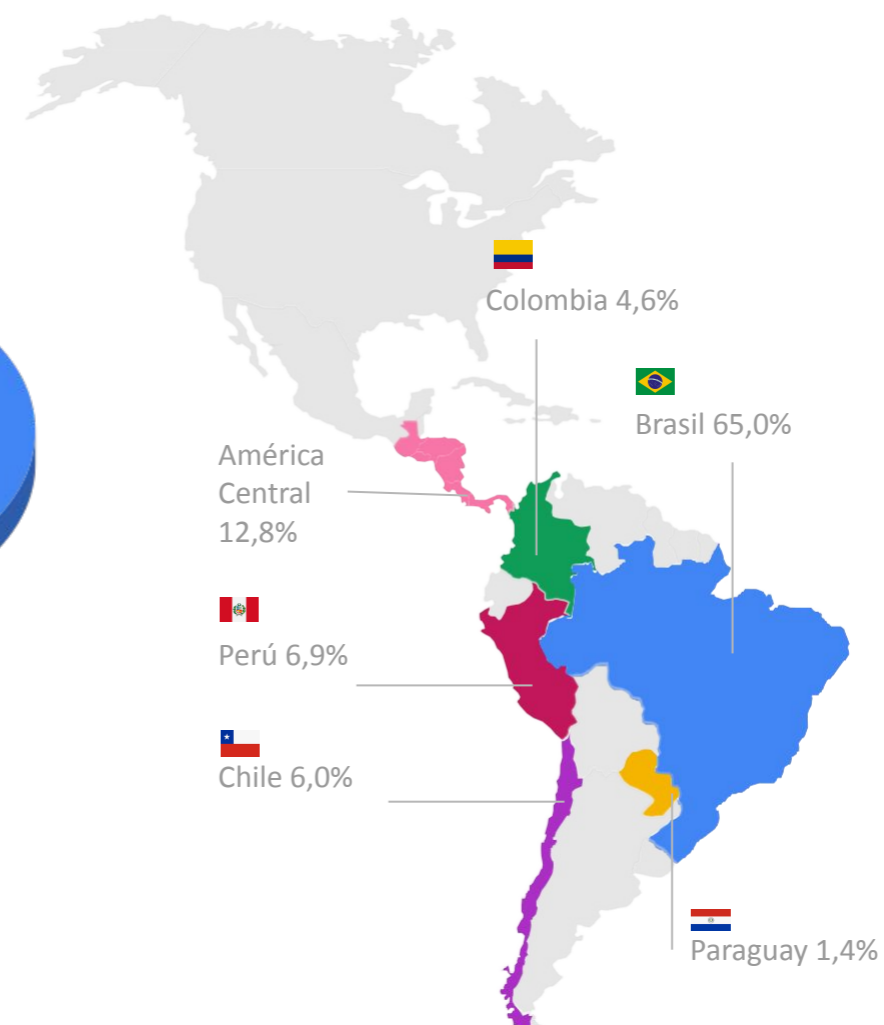 Colombia 4,6%
Brasil 65,0%
América
Central
12,8%
Perú 6,9%
Chile 6,0%
Paraguay 1,4%